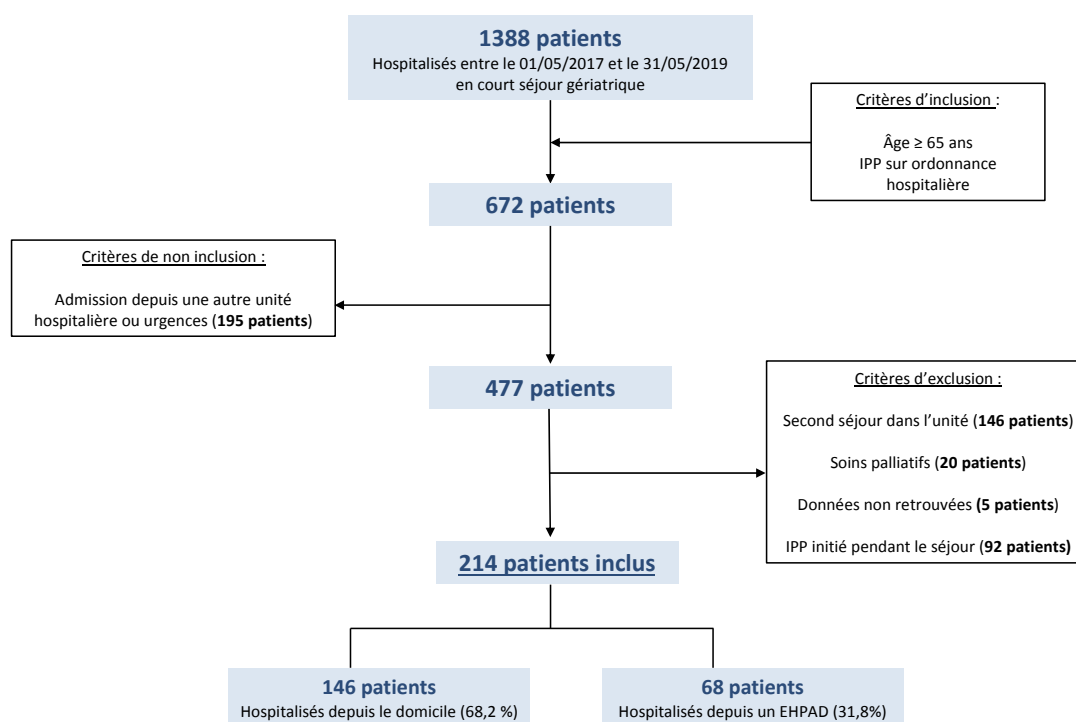 1388 patients
Hospitalisés entre le 01/05/2017 et le 31/05/2019
en court séjour gériatrique
Critères d'inclusion :
Âge ≥ 65 ans
IPP sur ordonnance
hospitalière
672 patients
Critères de non inclusion :
Admission depuis une autre unité
hospitalière ou urgences (195 patients)
477 patients
Critères d'exclusion :
Second séjour dans l'unité (146 patients)
Soins palliatifs (20 patients)
Données non retrouvées (5 patients)
IPP initié pendant le séjour (92 patients)
214 patients inclus
146 patients
Hospitalisés depuis le domicile (68,2 %)
68 patients
Hospitalisés depuis un EHPAD (31,8%)